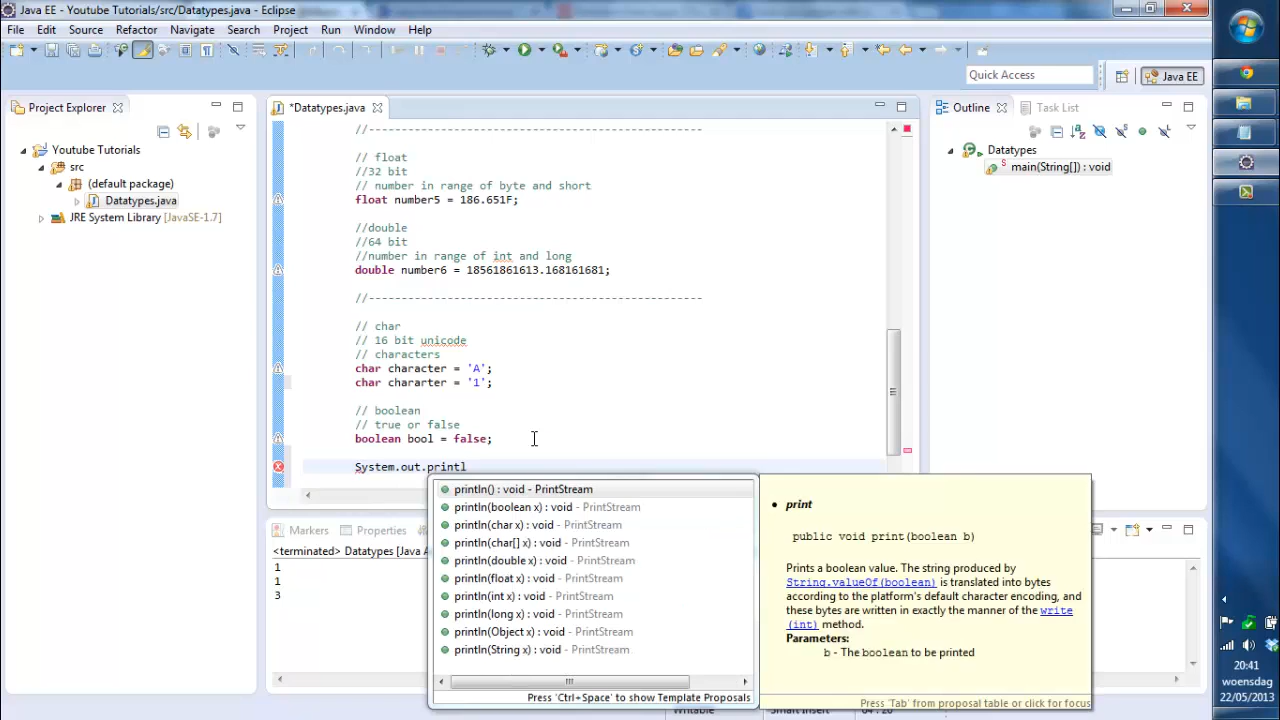 Java EE - Youtube Tutorials/src/Datatypes.java - Eclipse
File Edit Source Refactor Navigate Search Project Run Window Help
Quick Access
Java EE
Project Explorer
*Datatypes.java
Outline
Task List
Youtube Tutorials
src
(default package)
Datatypes.java
JRE System Library [JavaSE-1.7]
//--------------------------------------------------
// float
//32 bit
// number in range of byte and short
float number5 = 186.651F;
//double
//64 bit
//number in range of int and long
double number6 = 18561861613.168161681;
//--------------------------------------------------
// char
// 16 bit unicode
// characters
char character = 'A';
char chararter = '1';
// boolean
// true or false
boolean bool = false;
System.out.printl
Datatypes
main(String[]) : void
println() : void - PrintStream
println(boolean x) : void - PrintStream
println(char x) : void - PrintStream
println(char[] x) : void - PrintStream
println(double x) : void - PrintStream
println(float x) : void - PrintStream
println(int x) : void - PrintStream
println(long x) : void - PrintStream
println(Object x) : void - PrintStream
println(String x) : void - PrintStream
Press 'Ctrl+Space' to show Template Proposals
print
public void print(boolean b)
Prints a boolean value. The string produced by
String.valueOf(boolean) is translated into bytes
according to the platform's default character encoding, and
these bytes are written in exactly the manner of the write
(int) method.
Parameters:
b - The boolean to be printed
Press 'Tab' from proposal table or click for focus
Markers
Properties
<terminated> Datatypes [Java A
1
1
3
Writable
Smart Insert
20:41
woensdag
22/05/2013